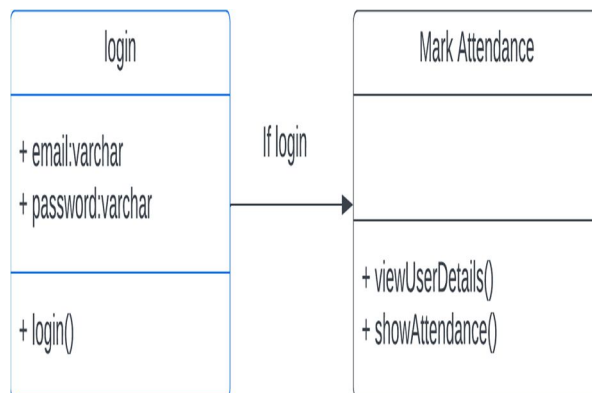 login
+ email:varchar
+ password:varchar
+ login()
If login
Mark Attendance
+ viewUserDetails()
+ showAttendance()